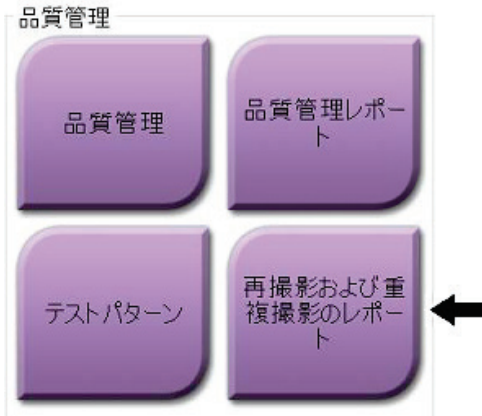 品質管理
品質管理
品質管理レポー
ト
テストパターン
再撮影および重
複撮影のレポー
ト